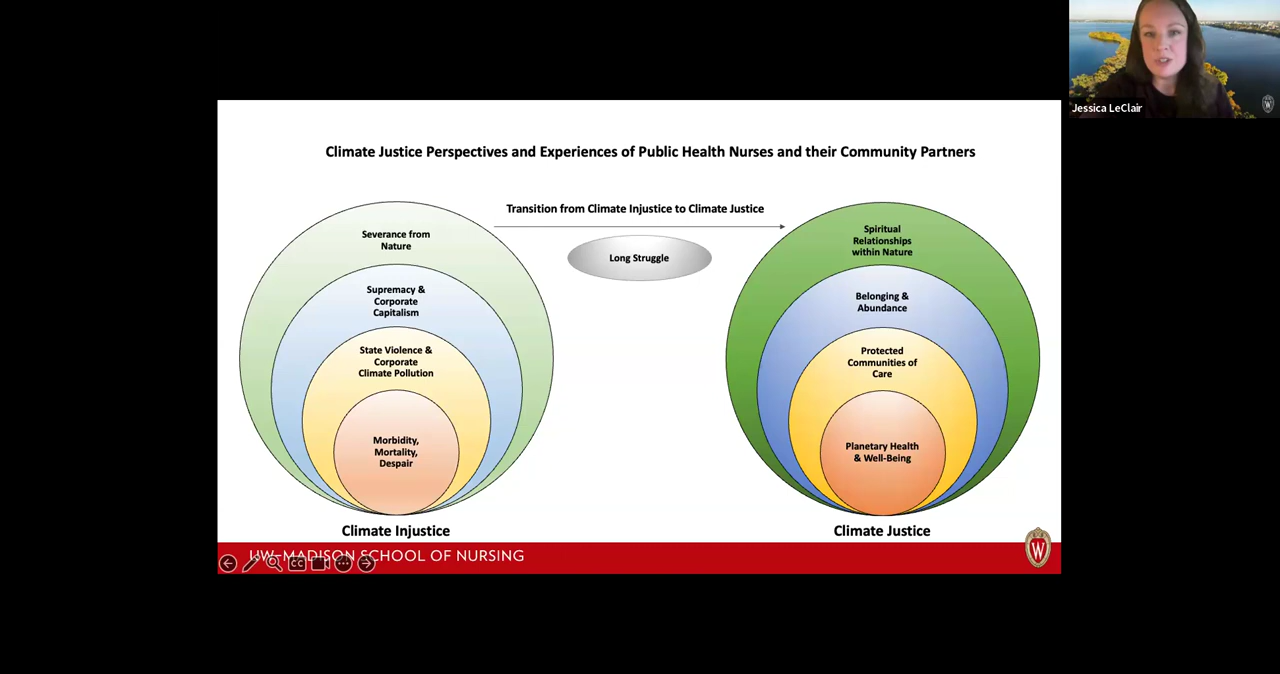 Jessica LeClair
Climate Justice Perspectives and Experiences of Public Health Nurses and their Community Partners
Transition from Climate Injustice to Climate Justice
Long Struggle
Severance from
Nature
Supremacy &
Corporate
Capitalism
State Violence &
Corporate
Climate Pollution
Morbidity,
Mortality,
Despair
Climate Injustice
Spiritual
Relationships
within Nature
Belonging &
Abundance
Protected
Communities of
Care
Planetary Health
& Well-Being
Climate Justice
UW–MADISON SCHOOL OF NURSING
CC
W
W